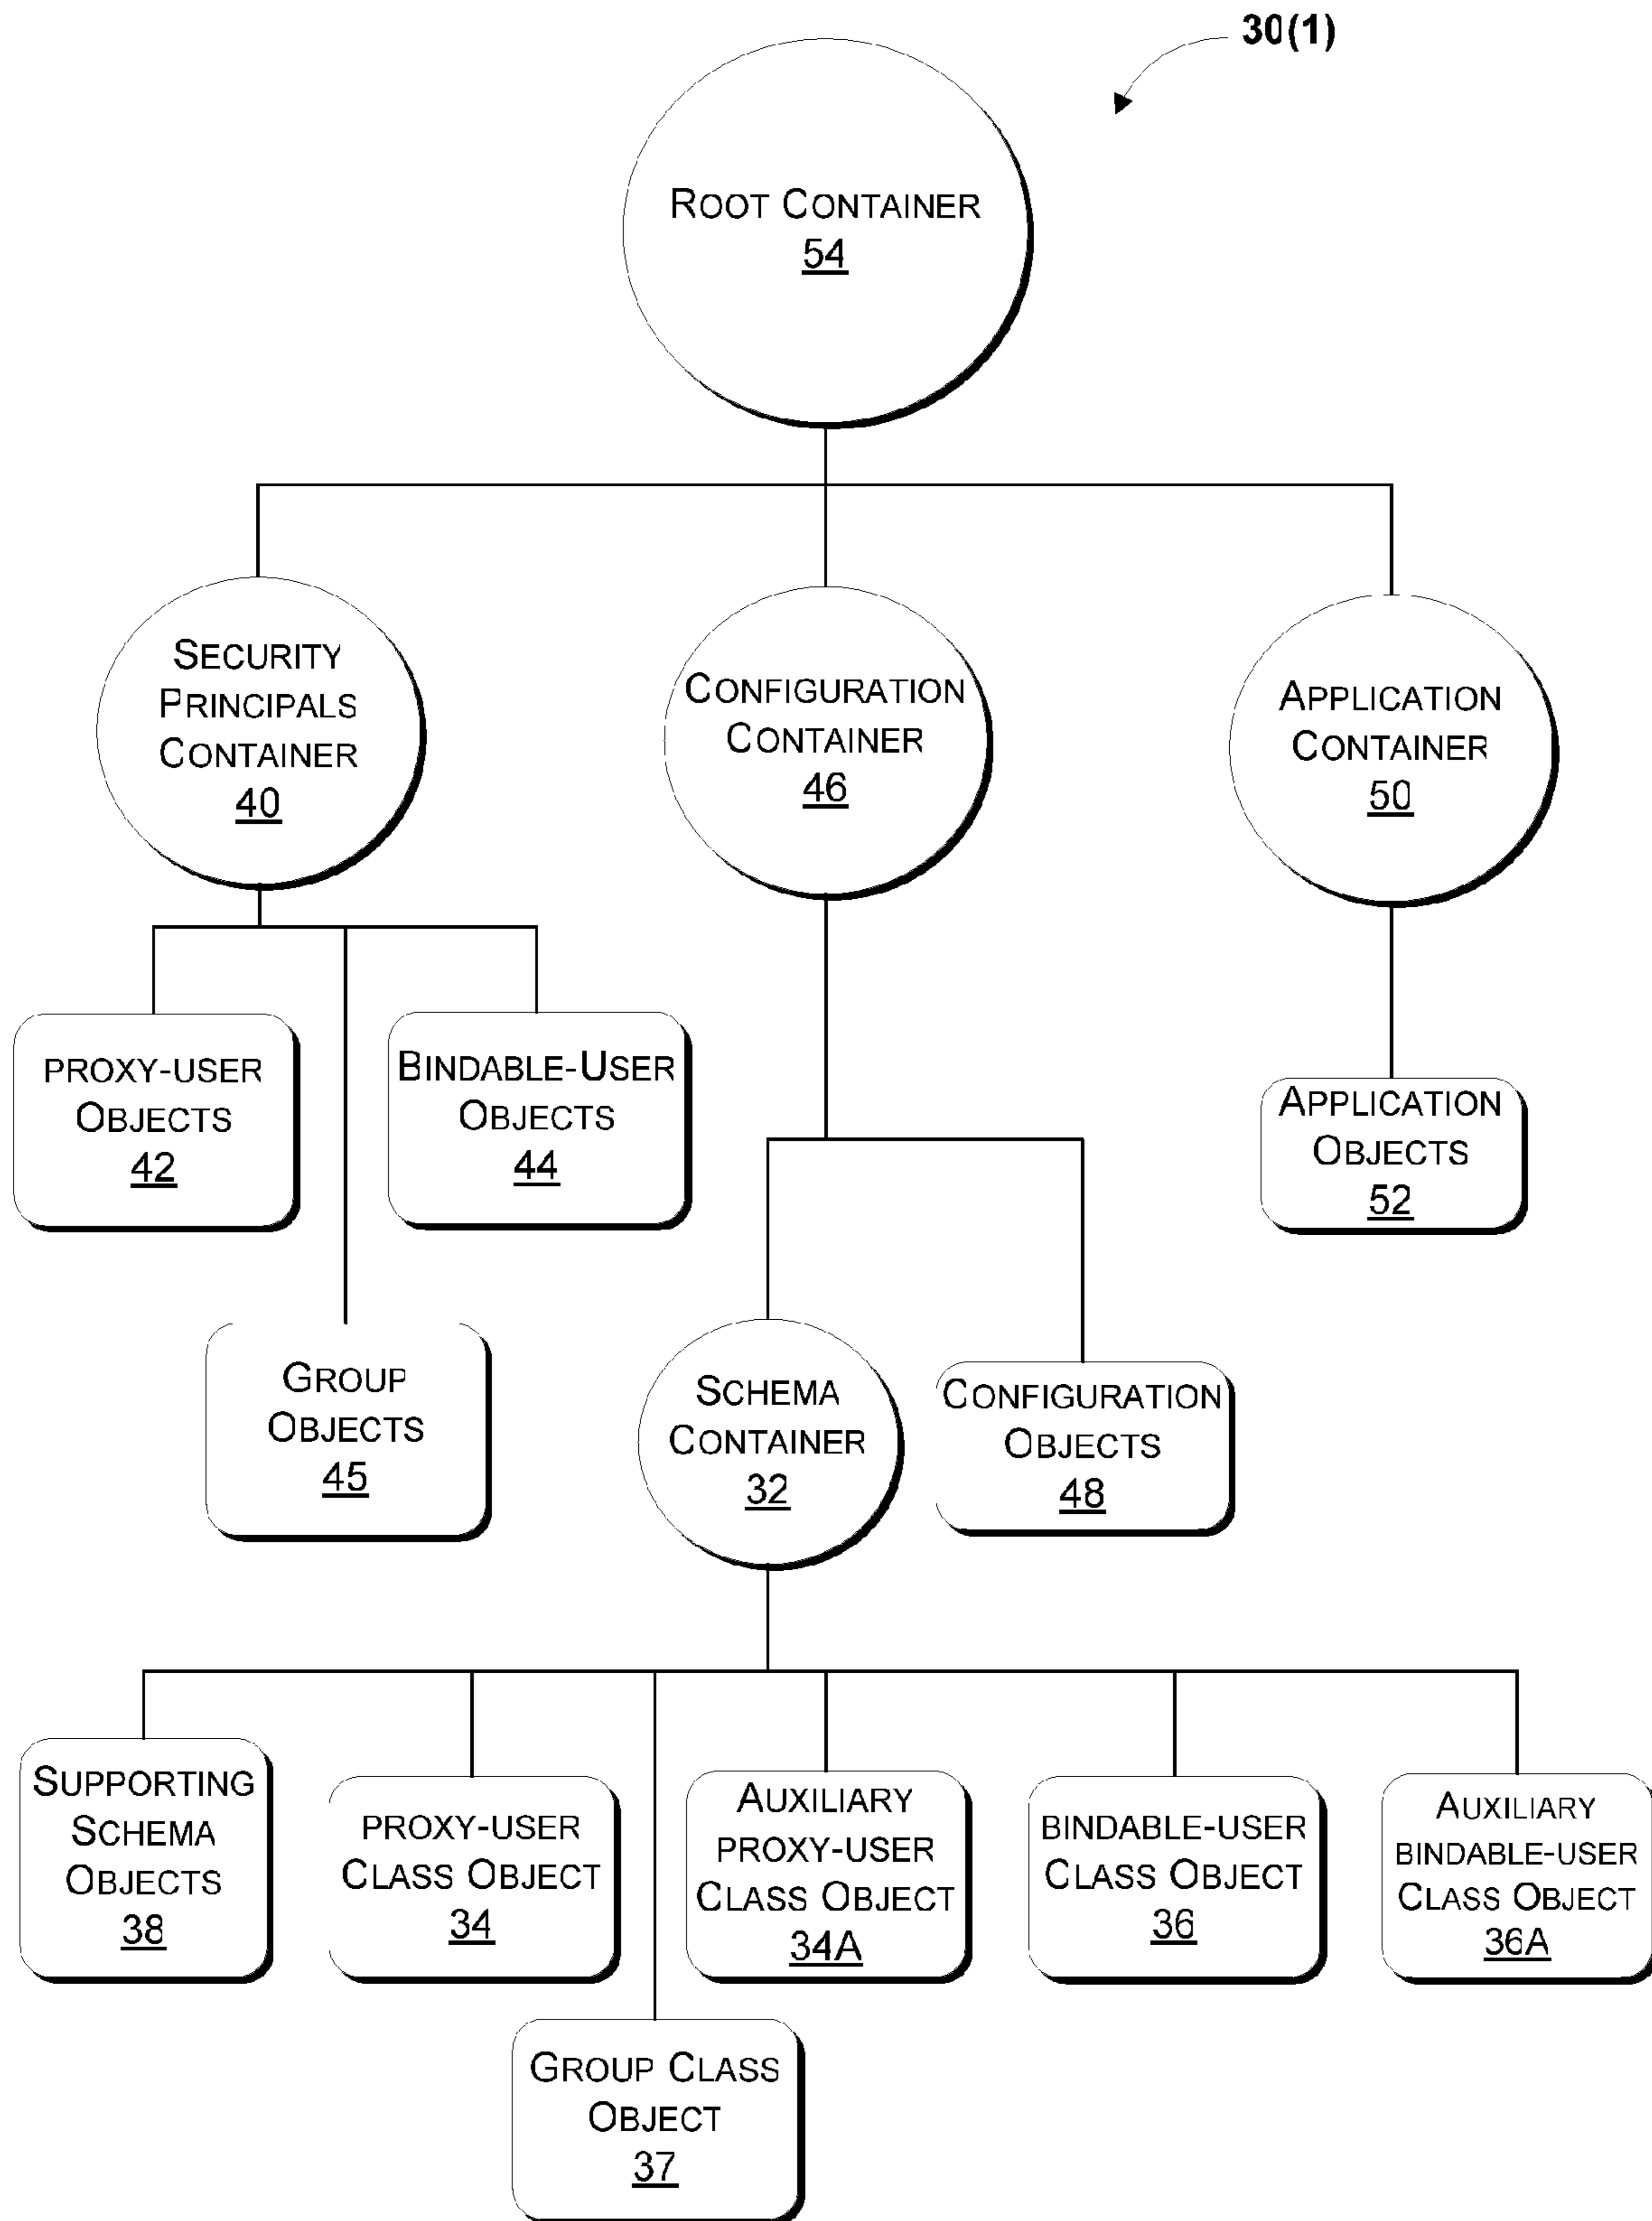 30(1)
ROOT CONTAINER
54
SECURITY
PRINCIPALS
CONTAINER
40
CONFIGURATION
CONTAINER
46
APPLICATION
CONTAINER
50
PROXY-USER
OBJECTS
42
BINDABLE-USER
OBJECTS
44
APPLICATION
OBJECTS
52
GROUP
OBJECTS
45
SCHEMA
CONTAINER
32
CONFIGURATION
OBJECTS
48
SUPPORTING
SCHEMA
OBJECTS
38
PROXY-USER
CLASS OBJECT
34
AUXILIARY
PROXY-USER
CLASS OBJECT
34A
BINDABLE-USER
CLASS OBJECT
36
AUXILIARY
BINDABLE-USER
CLASS OBJECT
36A
GROUP CLASS
OBJECT
37